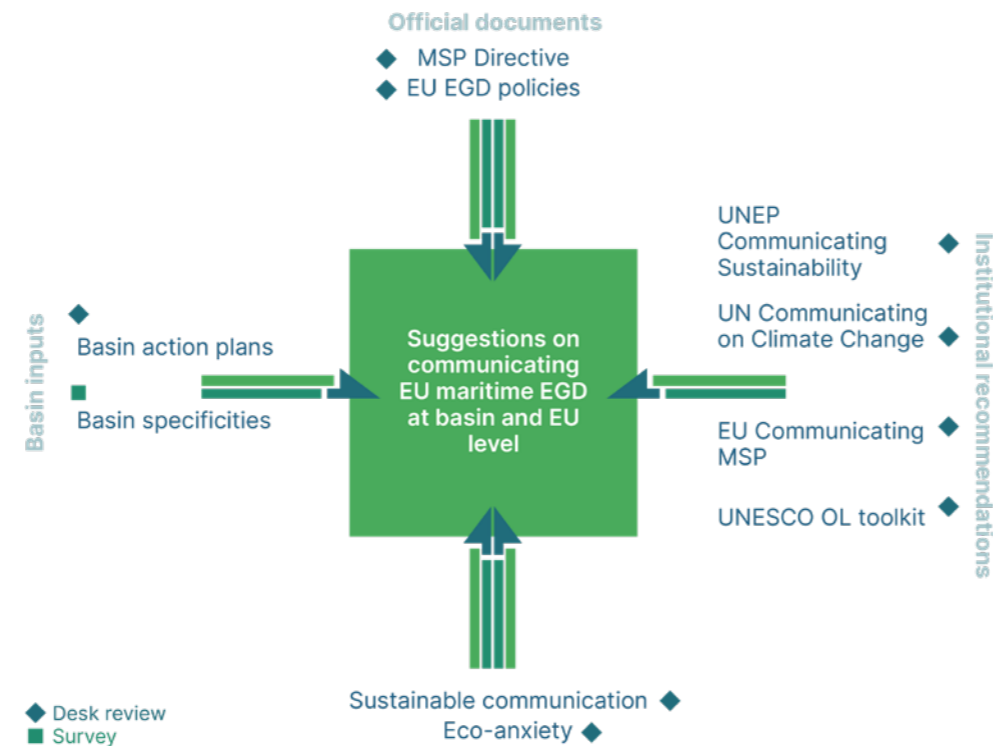 Official documents
MSP Directive
EU EGD policies
Basin inputs
Basin action plans
Basin specificities
Suggestions on
communicating
EU maritime EGD
at basin and EU
level
UNEP
Communicating
Sustainability
UN Communicating
on Climate Change
EU Communicating
MSP
UNESCO OL toolkit
Institutional recommendations
Sustainable communication
Eco-anxiety
Desk review
Survey